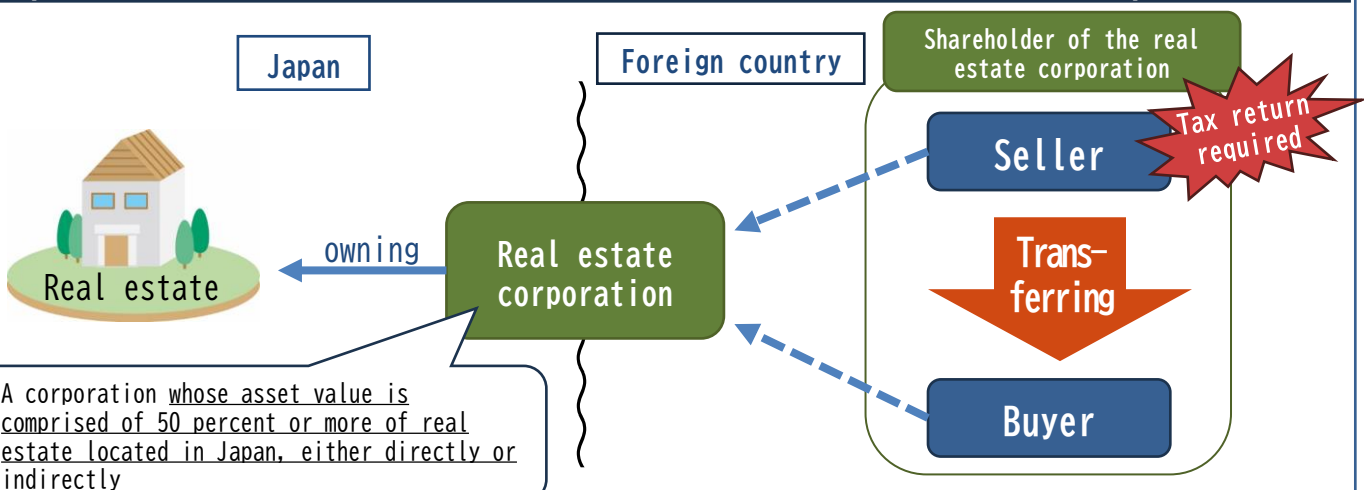 Japan
Foreign country
Shareholder of the real
estate corporation
Tax return
required
Seller
Real estate
owning
Real estate
corporation
Trans-
ferring
Buyer
A corporation whose asset value is
comprised of 50 percent or more of real
estate located in Japan, either directly or
indirectly